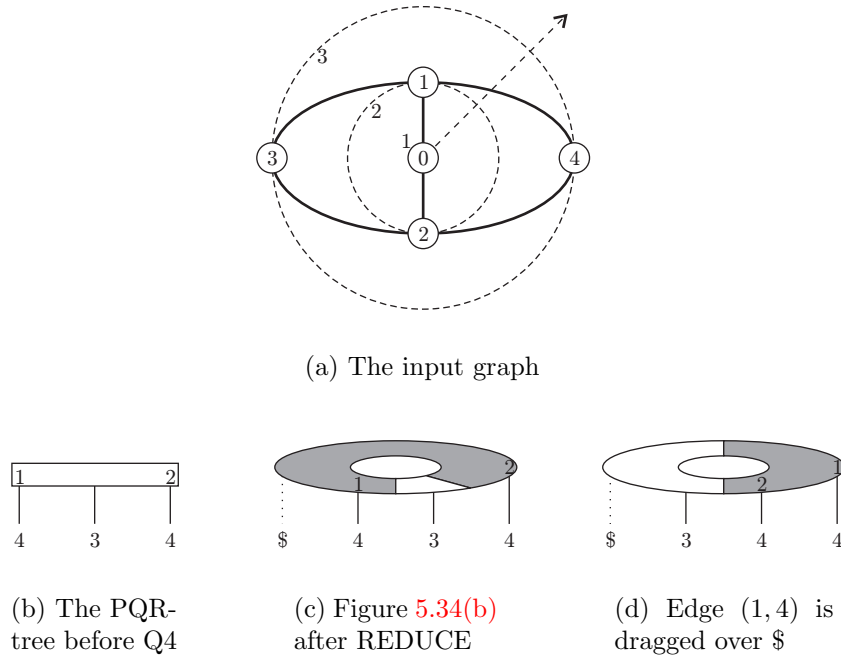 3
1
2
1
3
0
4
2
(a) The input graph
1 2
4 3 4
1 2
$ 4 3 4
1
2
$ 3 4 4
(b) The PQR-
tree before Q4
(c) Figure 5.34(b)
after REDUCE
(d) Edge (1, 4) is
dragged over $